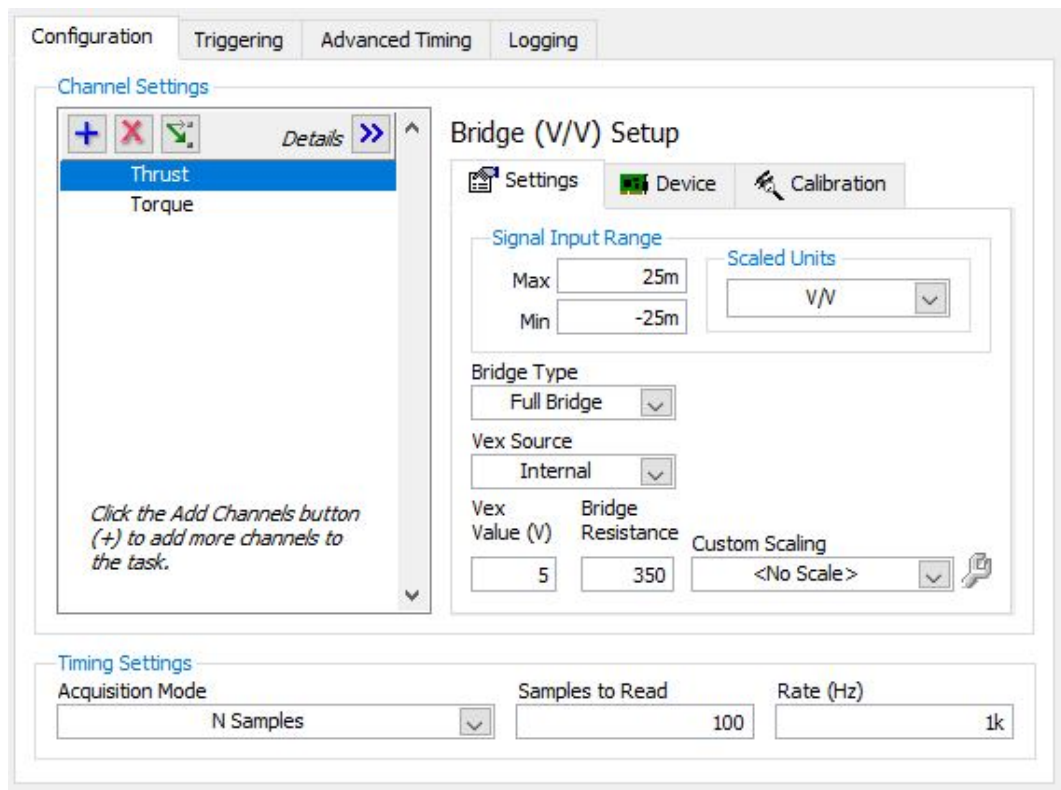 Configuration
Triggering
Advanced Timing
Logging
Channel Settings
Details
Thrust
Torque
Click the Add Channels button
(+) to add more channels to
the task.
Bridge (V/V) Setup
Settings
Device
Calibration
Signal Input Range
Max 25m
Min -25m
Scaled Units
V/V
Bridge Type
Full Bridge
Vex Source
Internal
Vex
Value (V)
5
Bridge
Resistance
350
Custom Scaling
<No Scale>
Timing Settings
Acquisition Mode
N Samples
Samples to Read
100
Rate (Hz)
1k